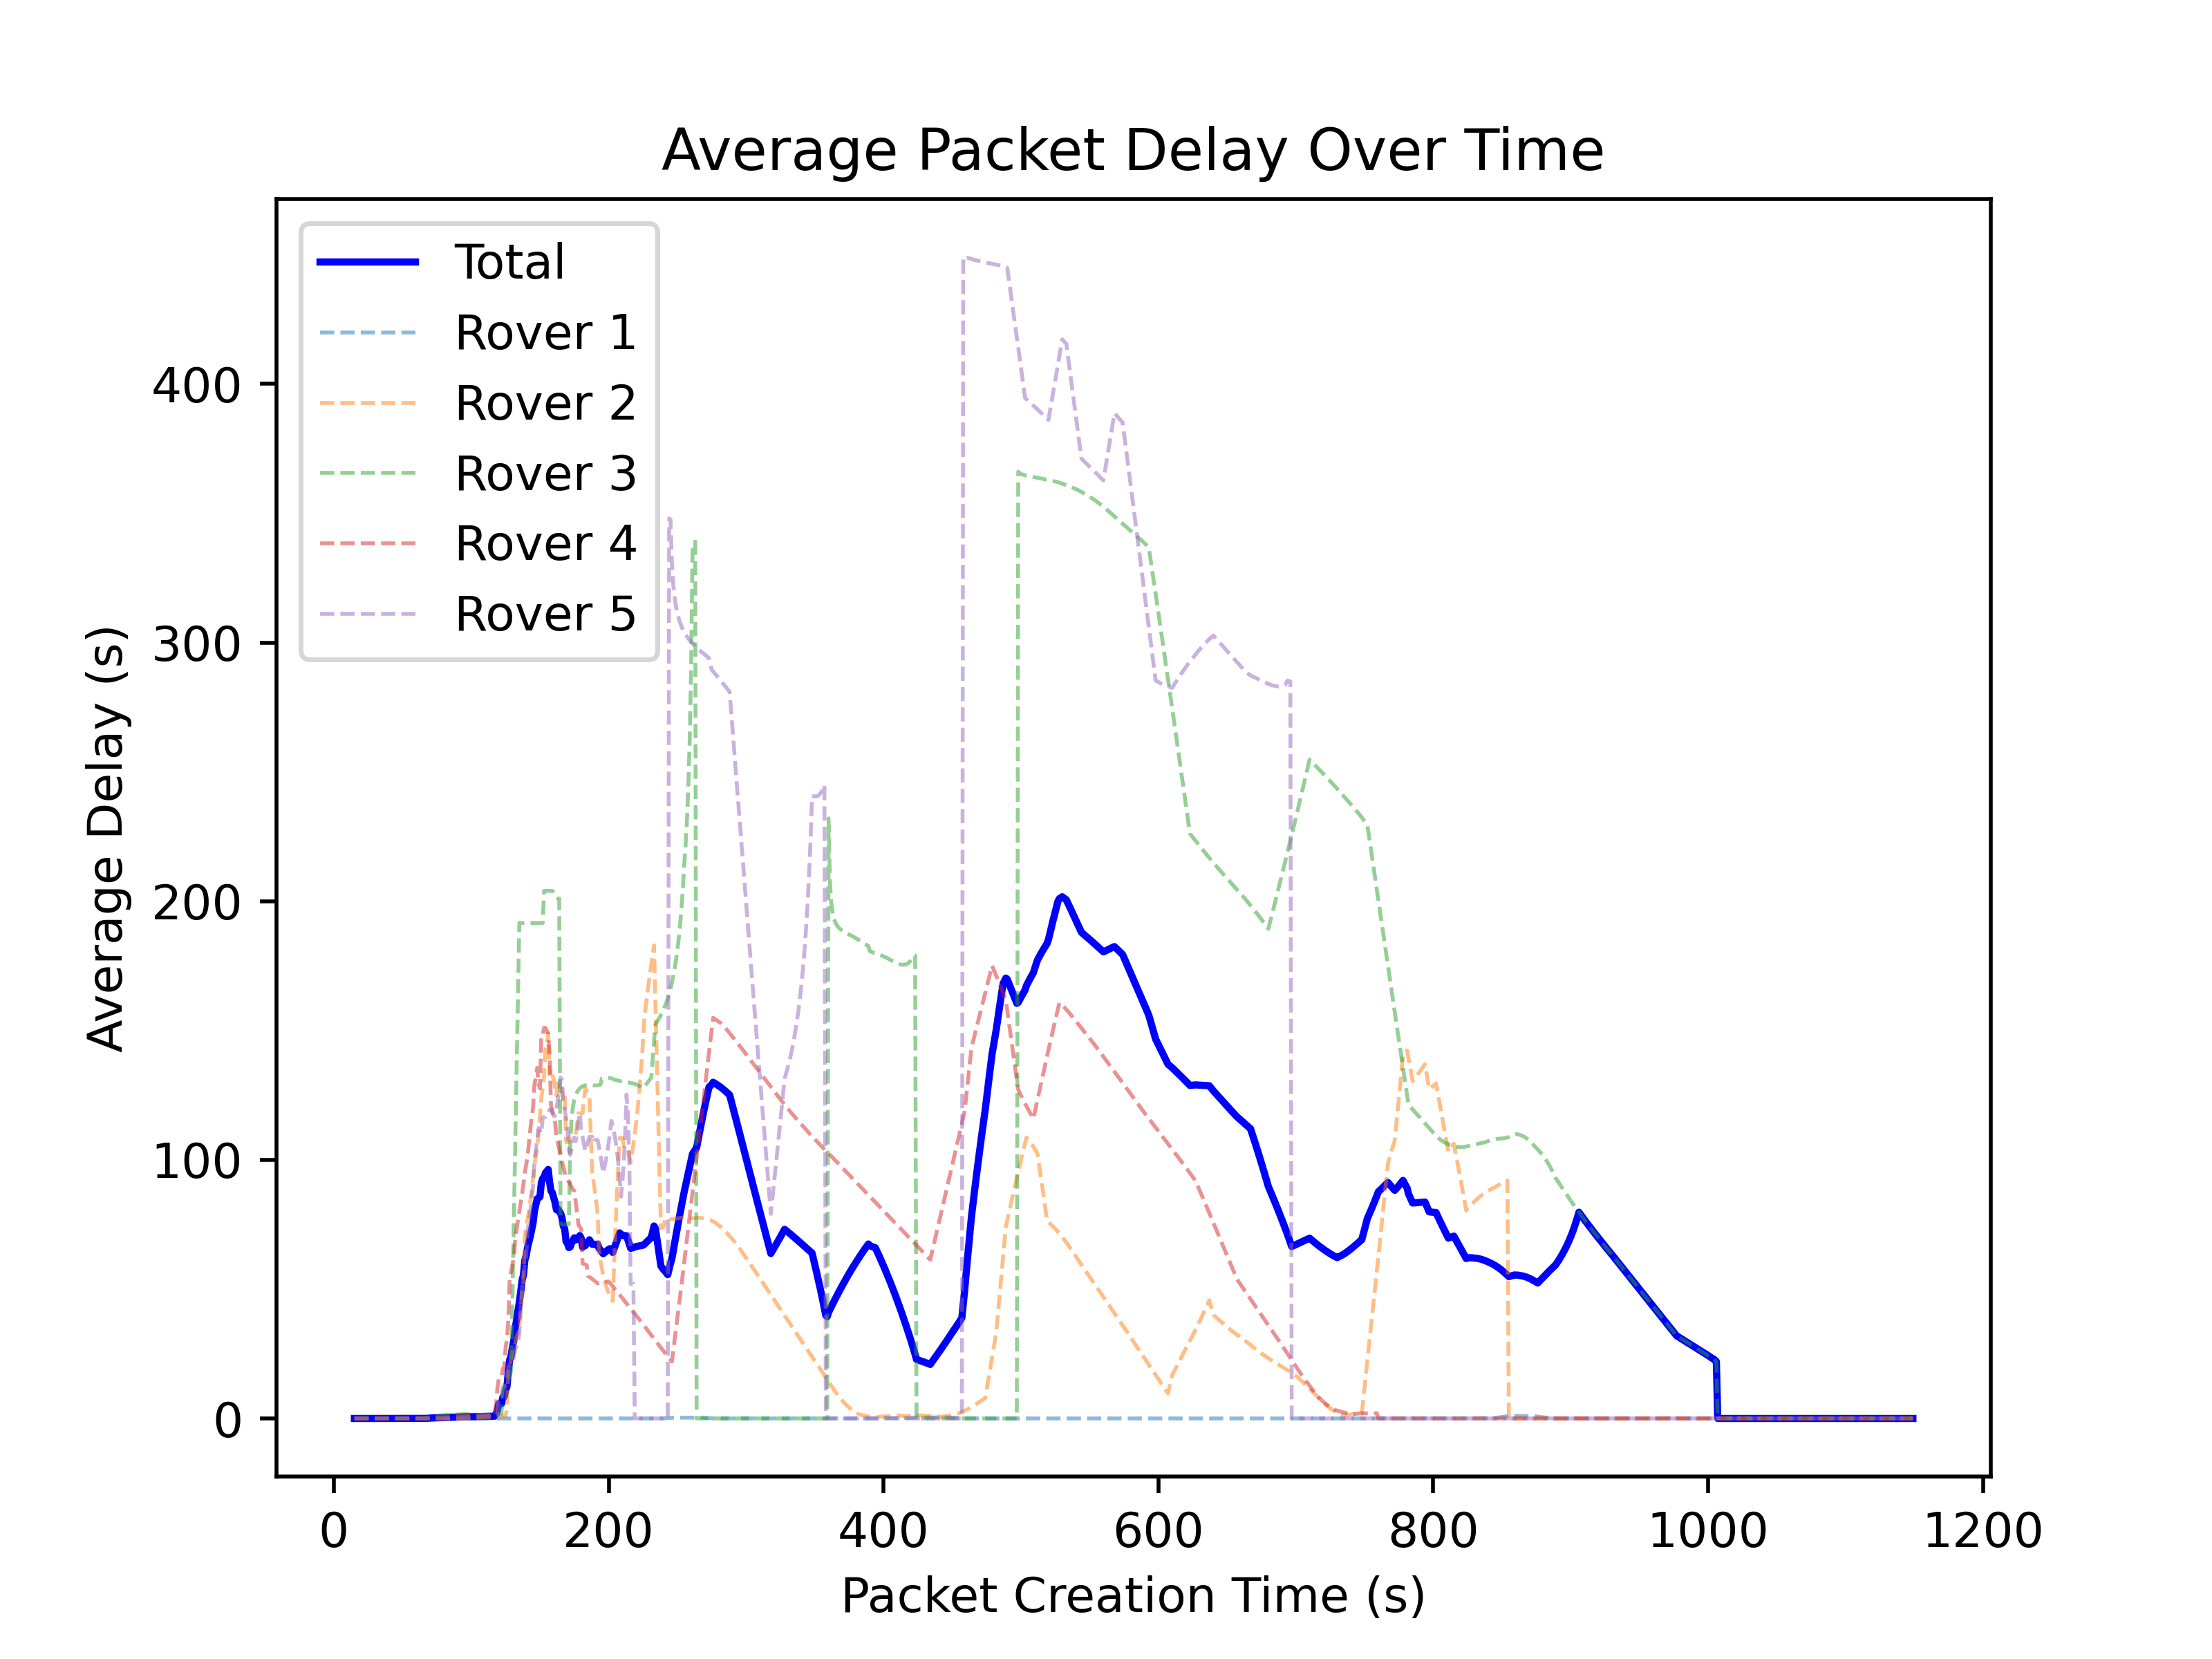 Average Packet Delay Over Time
Total
Rover 1
Rover 2
Rover 3
Rover 4
Rover 5
Average Delay (s)
400
300
200
100
0
0 200 400 600 800 1000 1200
Packet Creation Time (s)